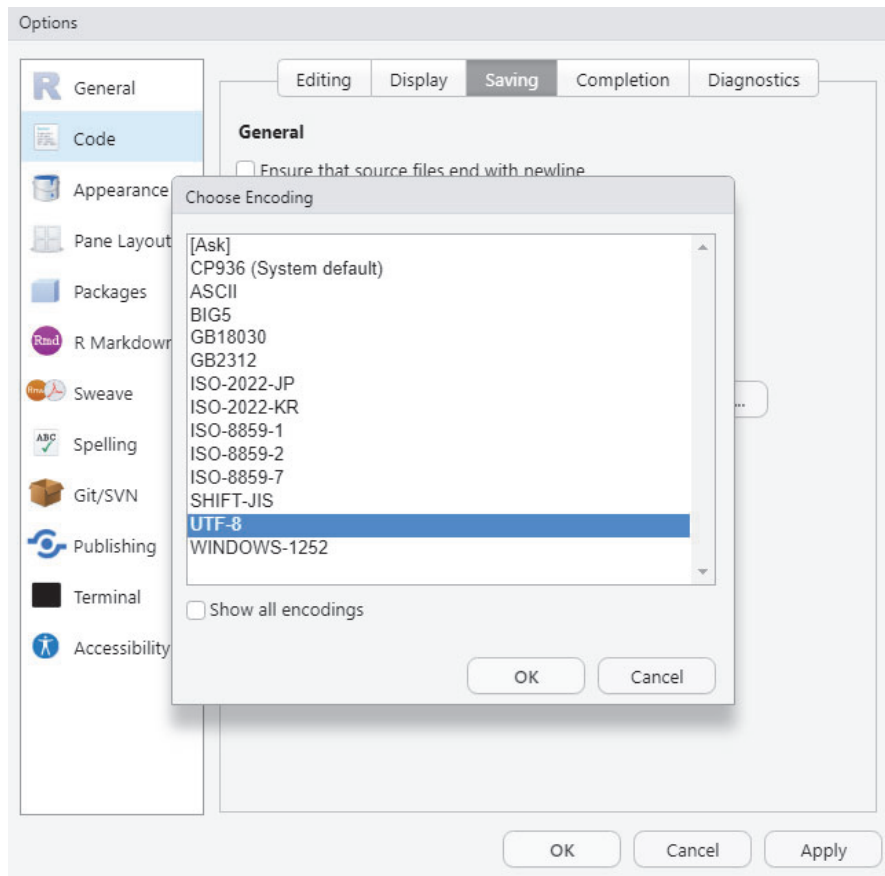 Options
General
Code
Appearance
Pane Layout
Packages
Rmd R Markdown
Sweave
ABC Spelling
Git/SVN
Publishing
Terminal
Accessibility
Editing Display Saving Completion Diagnostics
General
Ensure that source files end with newline
Choose Encoding
[Ask]
CP936 (System default)
ASCII
BIG5
GB18030
GB2312
ISO-2022-JP
ISO-2022-KR
ISO-8859-1
ISO-8859-2
ISO-8859-7
SHIFT-JIS
UTF-8
WINDOWS-1252
...
Show all encodings
OK Cancel
OK Cancel Apply